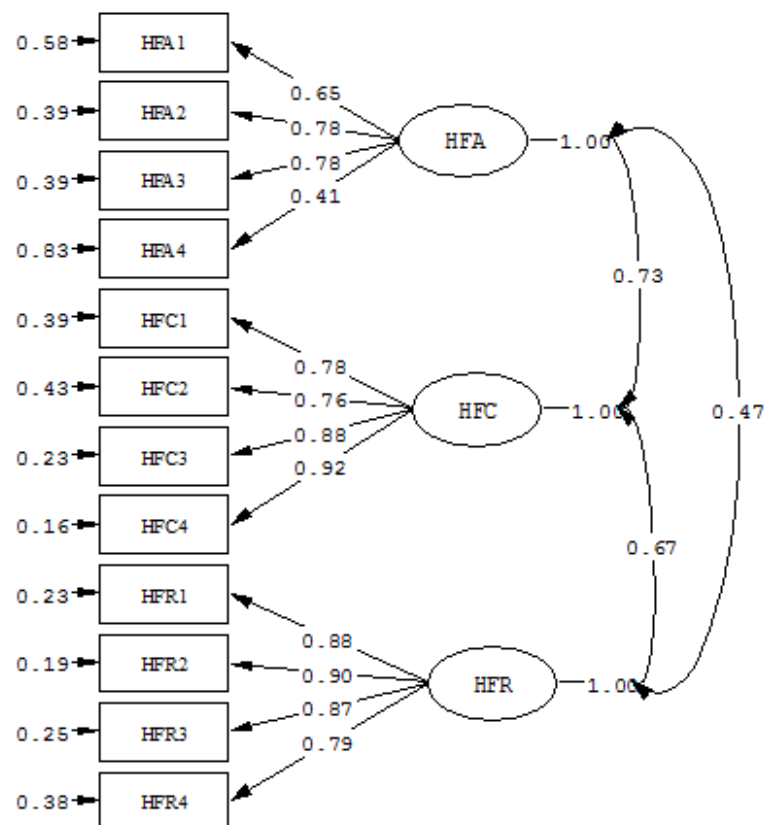 0.58 HFA1
0.65
0.39 HFA2
0.78
HFA 1.00
0.39 HFA3
0.78
0.41
0.83 HFA4
0.73
0.39 HFC1
0.78
0.43 HFC2
0.76
HFC 1.00
0.47
0.88
0.23 HFC3
0.92
0.16 HFC4
0.67
0.23 HFR1
0.88
0.19 HFR2
0.90
HFR 1.00
0.87
0.25 HFR3
0.79
0.38 HFR4